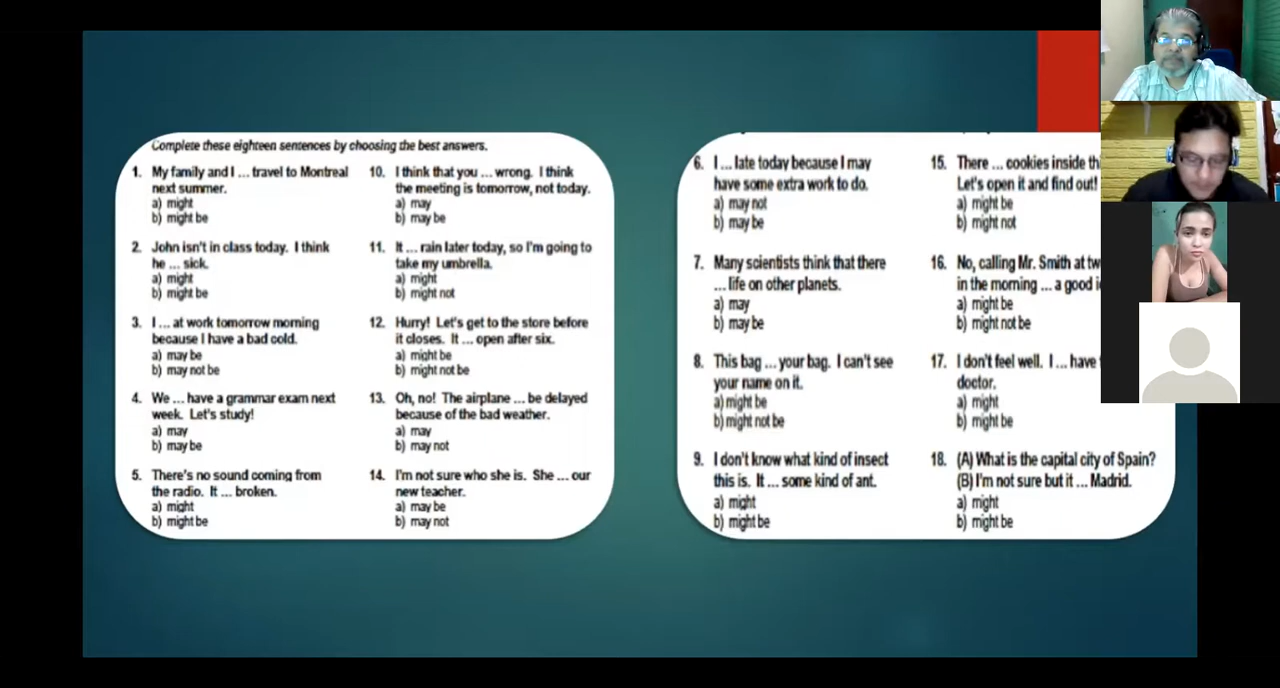 Complete these eighteen sentences by choosing the best answers.
1. My family and I ... travel to Montreal
next summer.
a) might
b) might be
2. John isn't in class today. I think
he ... sick.
a) might
b) might be
3. I ... at work tomorrow morning
because I have a bad cold.
a) may be
b) may not be
4. We ... have a grammar exam next
week. Let's study!
a) may
b) may be
5. There's no sound coming from
the radio. It ... broken.
a) might
b) might be
10. I think that you ... wrong. I think
the meeting is tomorrow, not today.
a) may
b) may be
11. It ... rain later today, so I'm going to
take my umbrella.
a) might
b) might not
12. Hurry! Let's get to the store before
it closes. It ... open after six.
a) might be
b) might not be
13. Oh, no! The airplane ... be delayed
because of the bad weather.
a) may
b) may not
14. I'm not sure who she is. She ... our
new teacher.
a) may be
b) may not
6. I ... late today because I may
have some extra work to do.
a) may not
b) may be
7. Many scientists think that there
... life on other planets.
a) may
b) may be
8. This bag ... your bag. I can't see
your name on it.
a) might be
b) might not be
9. I don't know what kind of insect
this is. It ... some kind of ant.
a) might
b) might be
15. There ... cookies inside th
Let's open it and find out!
a) might be
b) might not
16. No, calling Mr. Smith at tw
in the morning ... a good i
a) might be
b) might not be
17. I don't feel well. I ... have
doctor.
a) might
b) might be
18. (A) What is the capital city of Spain?
(B) I'm not sure but it ... Madrid.
a) might
b) might be